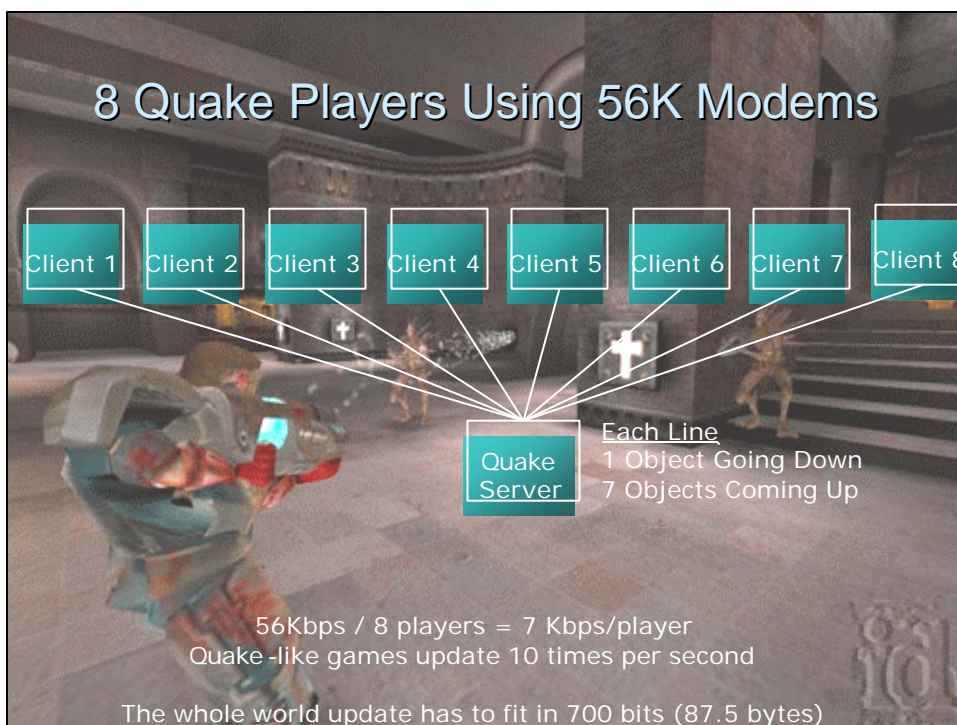 8 Quake Players Using 56K Modems
Client 1
Client 2
Client 3
Client 4
Client 5
Client 6
Client 7
Client 8
Quake
Server
Each Line
1 Object Going Down
7 Objects Coming Up
56Kbps / 8 players = 7 Kbps/player
Quake-like games update 10 times per second
The whole world update has to fit in 700 bits (87.5 bytes)
id